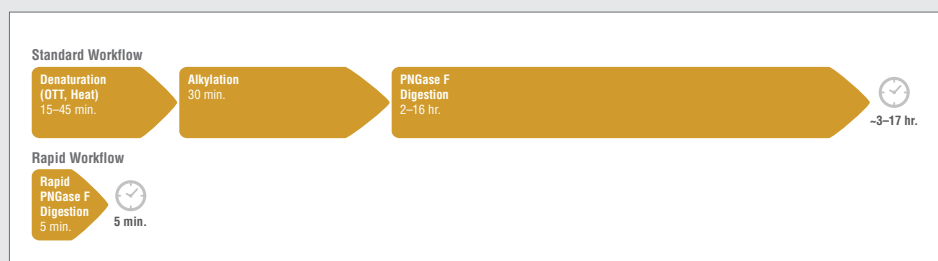 Standard Workflow
Denaturation
(OTT, Heat)
15–45 min.
Alkylation
30 min.
PNGase F
Digestion
2–16 hr.
~3–17 hr.
Rapid Workflow
Rapid
PNGase F
Digestion
5 min.
5 min.